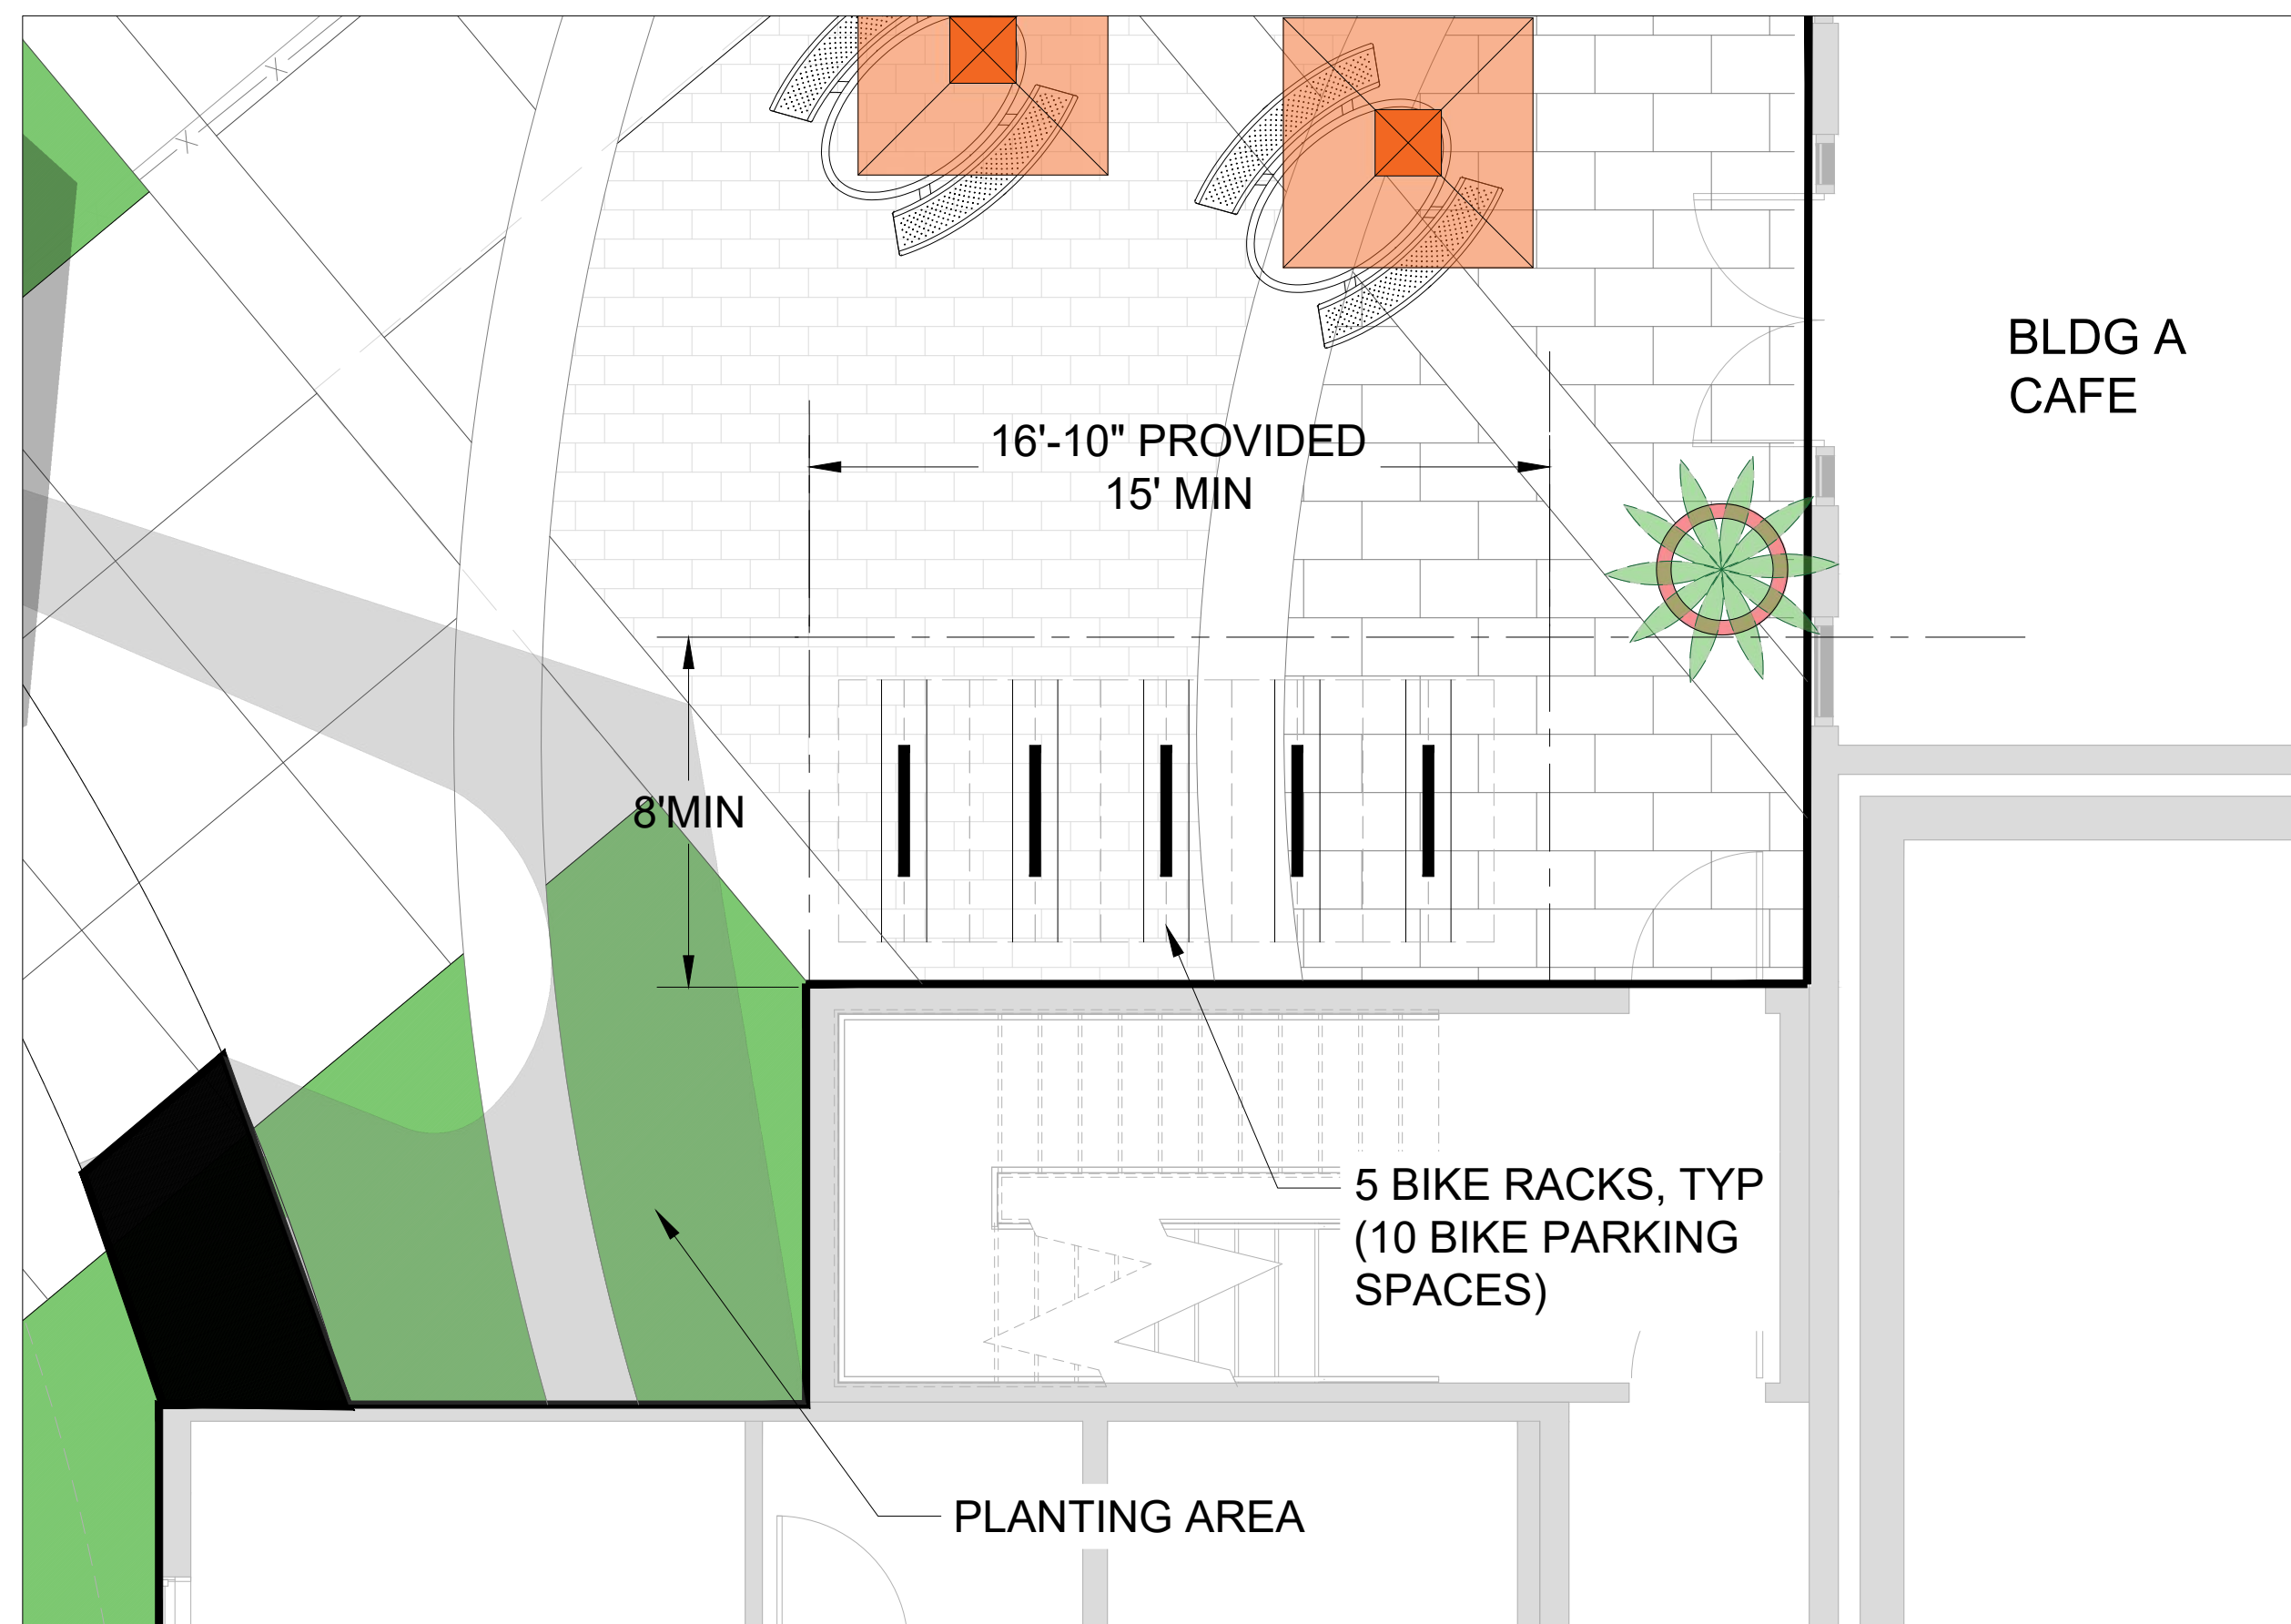 BLDG A
CAFE
16'-10" PROVIDED
15' MIN
8'MIN
5 BIKE RACKS, TYP
(10 BIKE PARKING
SPACES)
PLANTING AREA